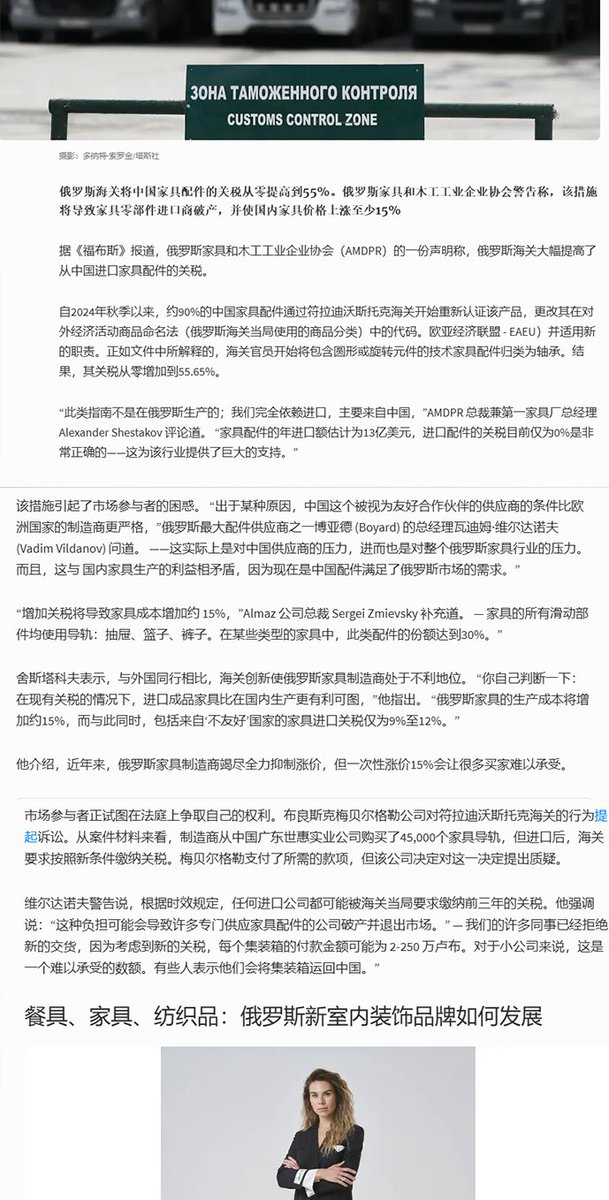 ЗОНА ТАМОЖЕННОГО КОНТРОЛЯ
CUSTOMS CONTROL ZONE
摄影：多纳特·索罗金/塔斯社
俄罗斯海关将中国家具配件的关税从零提高到55%。俄罗斯家具和木工工业企业协会警告称，该措施
将导致家具零部件进口商破产，并使国内家具价格上涨至少15%
据《福布斯》报道，俄罗斯家具和木工工业企业协会（AMDPR）的一份声明称，俄罗斯海关大幅提高了
从中国进口家具配件的关税。
自2024年秋季以来，约90%的中国家具配件通过符拉迪沃斯托克海关开始重新认证该产品，更改其在对
外经济活动商品命名法（俄罗斯海关当局使用的商品分类）中的代码。欧亚经济联盟 - EAEU）并适用新
的职责。正如文件中所解释的，海关官员开始将包含圆形或旋转元件的技术家具配件归类为轴承。结
果，其关税从零增加到55.65%。
“此类指南不是在俄罗斯生产的；我们完全依赖进口，主要来自中国，”AMDPR 总裁兼第一家具厂总经理
Alexander Shestakov 评论道。 “家具配件的年进口额估计为13亿美元，进口配件的关税目前仅为0%是非
常正确的——这为该行业提供了巨大的支持。”
该措施引起了市场参与者的困惑。 “出于某种原因，中国这个被视为友好合作伙伴的供应商的条件比欧
洲国家的制造商更严格，”俄罗斯最大配件供应商之一博亚德 (Boyard) 的总经理瓦迪姆·维尔达诺夫
(Vadim Vildanov) 问道。 ——这实际上是对中国供应商的压力，进而也是对整个俄罗斯家具行业的压力。
而且，这与 国内家具生产的利益相矛盾，因为现在是中国配件满足了俄罗斯市场的需求。”
“增加关税将导致家具成本增加约 15%，”Almaz 公司总裁 Sergei Zmievsky 补充道。 — 家具的所有滑动部
件均使用导轨：抽屉、篮子、裤子。在某些类型的家具中，此类配件的份额达到30%。”
舍斯塔科夫表示，与外国同行相比，海关创新使俄罗斯家具制造商处于不利地位。 “你自己判断一下：
在现有关税的情况下，进口成品家具比在国内生产更有利可图，”他指出。 “俄罗斯家具的生产成本将增
加约15%，而与此同时，包括来自‘不友好’国家的家具进口关税仅为9%至12%。”
他介绍，近年来，俄罗斯家具制造商竭尽全力抑制涨价，但一次性涨价15%会让很多买家难以承受。
市场参与者正试图在法庭上争取自己的权利。布良斯克梅贝尔格勒公司对符拉迪沃斯托克海关的行为提
起诉讼。从案件材料来看，制造商从中国广东世惠实业公司购买了45,000个家具导轨，但进口后，海关
要求按照新条件缴纳关税。梅贝尔格勒支付了所需的款项，但该公司决定对这一决定提出质疑。
维尔达诺夫警告说，根据时效规定，任何进口公司都可能被海关当局要求缴纳前三年的关税。他强调
说：“这种负担可能会导致许多专门供应家具配件的公司破产并退出市场。” — 我们的许多同事已经拒绝
新的交货，因为考虑到新的关税，每个集装箱的付款金额可能为 2-250 万卢布。对于小公司来说，这是
一个难以承受的数额。有些人表示他们会将集装箱运回中国。”
餐具、家具、纺织品：俄罗斯新室内装饰品牌如何发展